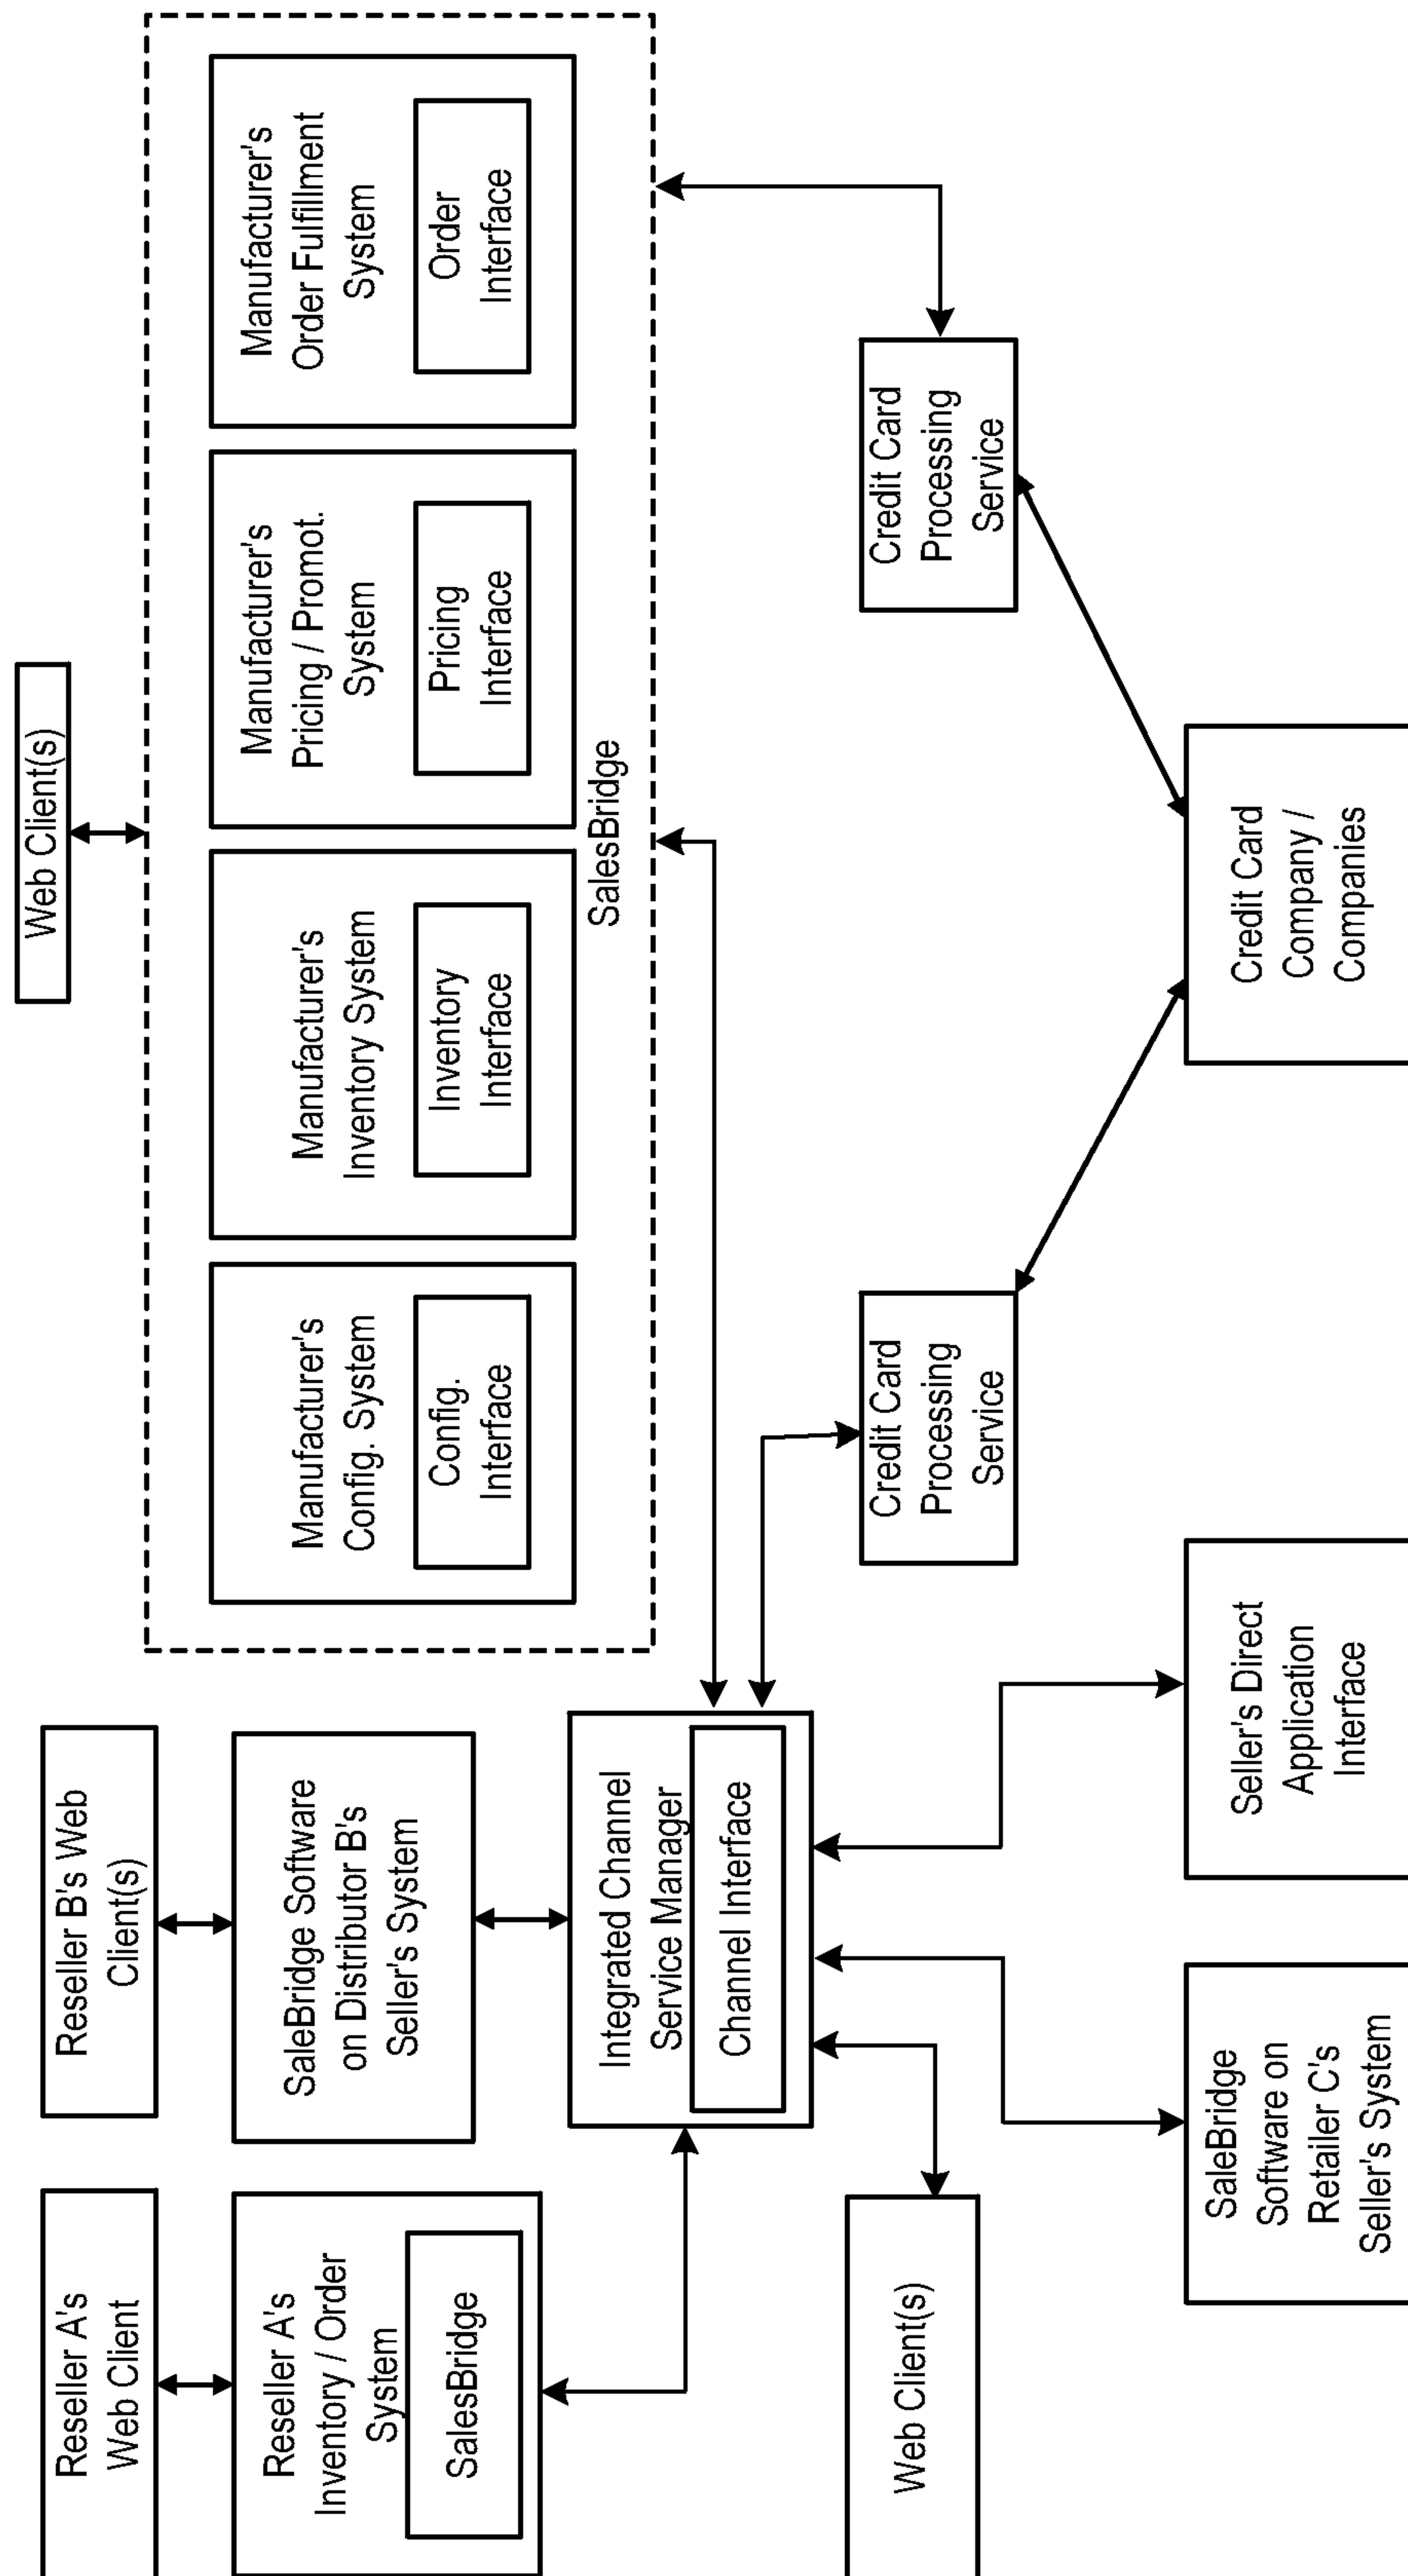 Reseller A's
Web Client
Reseller B's Web
Client(s)
Web Client(s)
Reseller A's
Inventory / Order
System
SalesBridge
SaleBridge Software
on Distributor B's
Seller's System
Manufacturer's
Config. System
Config.
Interface
Manufacturer's
Inventory System
Inventory
Interface
Manufacturer's
Pricing / Promot.
System
Pricing
Interface
Manufacturer's
Order Fulfillment
System
Order
Interface
SalesBridge
Integrated Channel
Service Manager
Channel Interface
Web Client(s)
Credit Card
Processing
Service
Credit Card
Processing
Service
SaleBridge
Software on
Retailer C's
Seller's System
Seller's Direct
Application
Interface
Credit Card
Company /
Companies